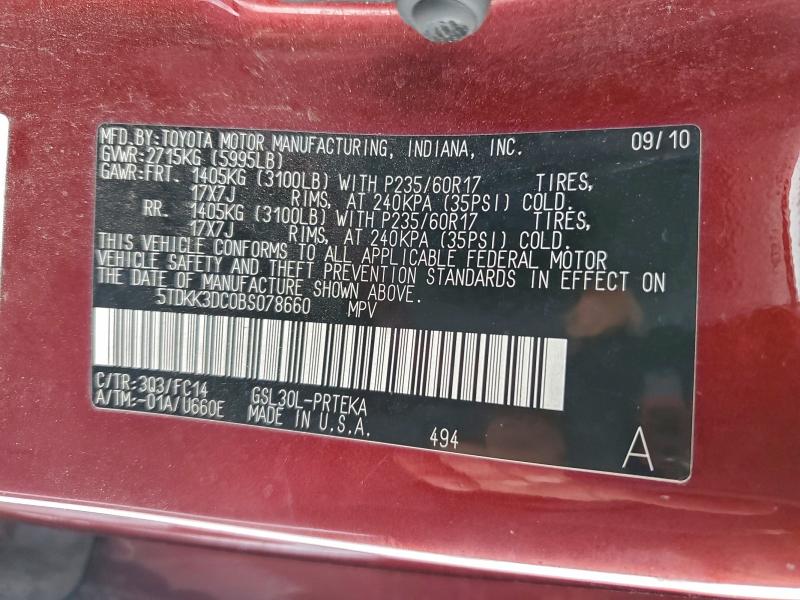 MFD.BY:TOYOTA MOTOR MANUFACTURING, INDIANA, INC. 09/10
GVWR:2715KG (5995LB)
GAWR:FRT. 1405KG (3100LB) WITH P235/60R17 TIRES,
17X7J RIMS, AT 240KPA (35PSI) COLD.
RR. 1405KG (3100LB) WITH P235/60R17 TIRES,
17X7J RIMS, AT 240KPA (35PSI) COLD.
THIS VEHICLE CONFORMS TO ALL APPLICABLE FEDERAL MOTOR
VEHICLE SAFETY AND THEFT PREVENTION STANDARDS IN EFFECT ON
THE DATE OF MANUFACTURE SHOWN ABOVE.
5TDKK3DC0BS078660 MPV
C/TR:3Q3/FC14 GSL30L-PRTEKA
A/TM:-01A/U660E MADE IN U.S.A.
494
A